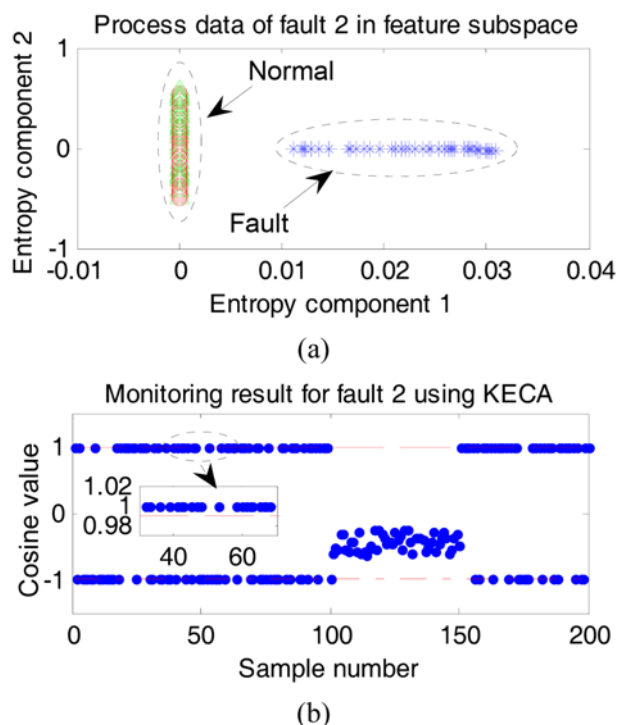 Process data of fault 2 in feature subspace
1
0
-1
Entropy component 2
Normal
Fault
-0.01 0 0.01 0.02 0.03 0.04
Entropy component 1
(a)
Monitoring result for fault 2 using KECA
1
0
-1
Cosine value
1.02
1
0.98
40 60
0 50 100 150 200
Sample number
(b)